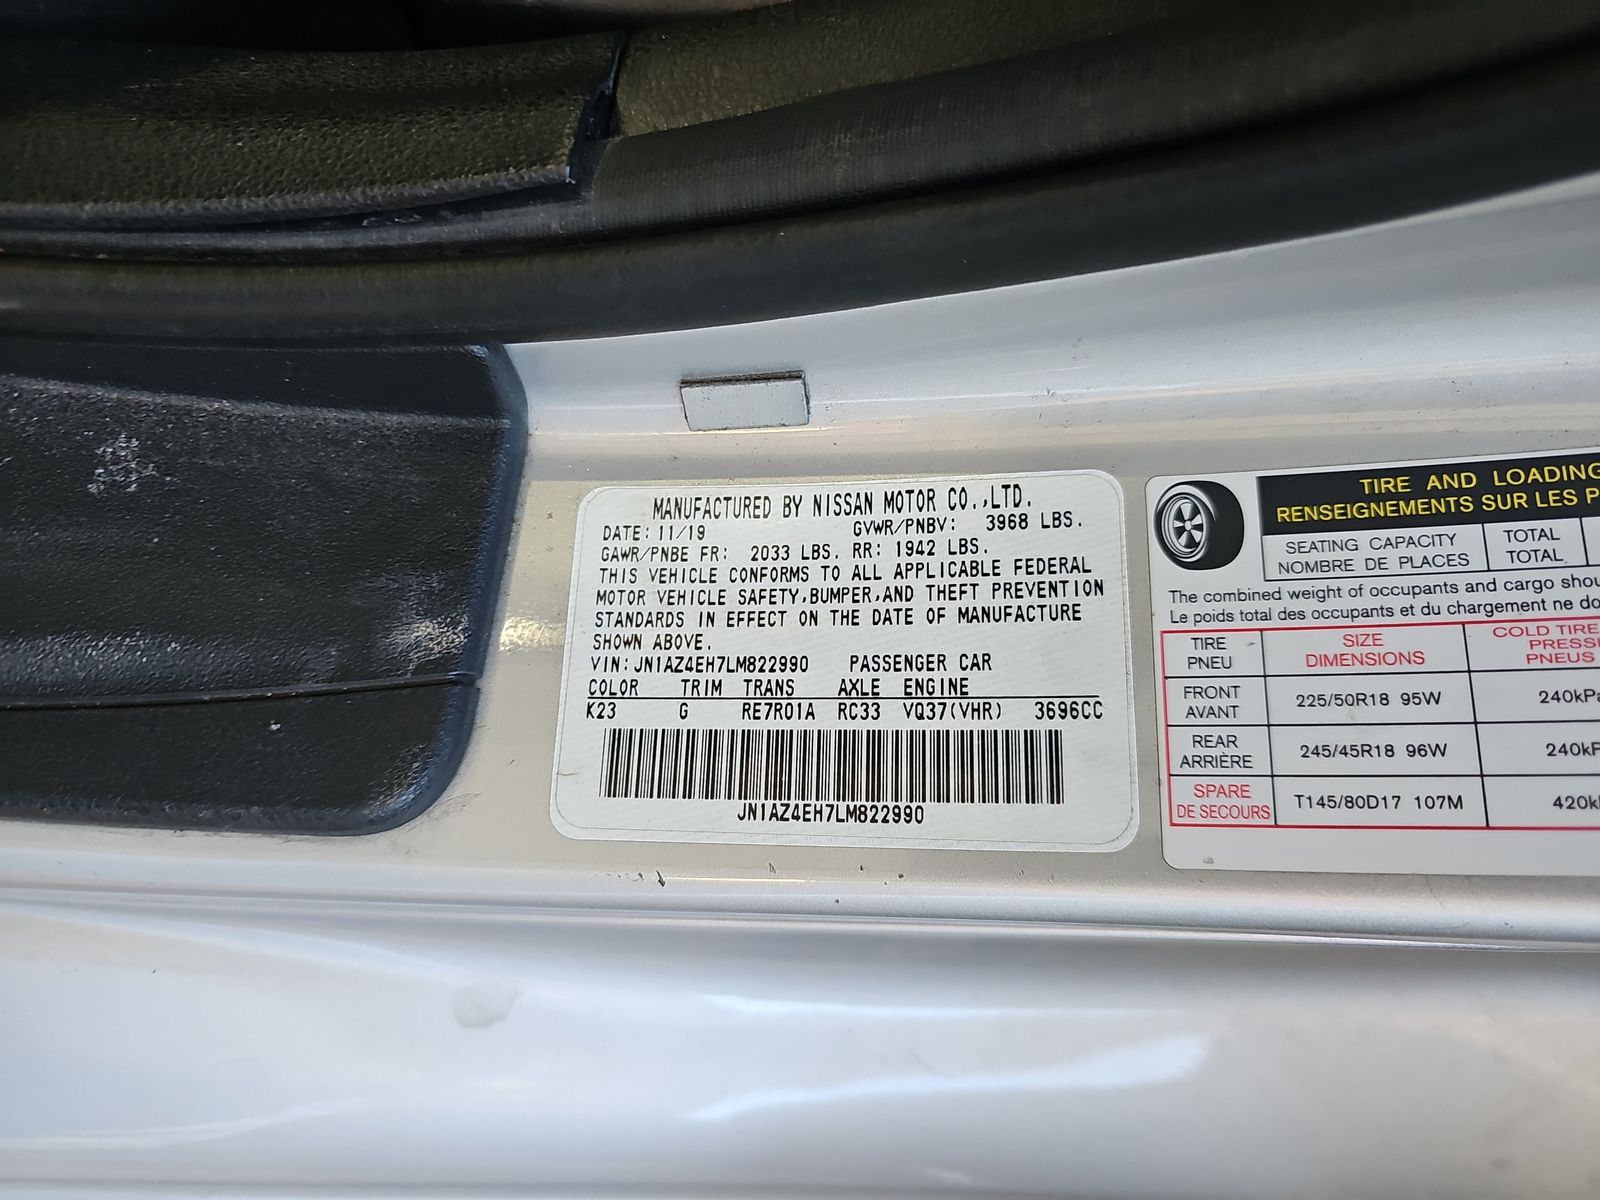 MANUFACTURED BY NISSAN MOTOR CO.,LTD.
DATE: 11/19 GVWR/PNBV: 3968 LBS.
GAWR/PNBE FR: 2033 LBS. RR: 1942 LBS.
THIS VEHICLE CONFORMS TO ALL APPLICABLE FEDERAL
MOTOR VEHICLE SAFETY,BUMPER,AND THEFT PREVENTION
STANDARDS IN EFFECT ON THE DATE OF MANUFACTURE
SHOWN ABOVE.
VIN:JN1AZ4EH7LM822990 PASSENGER CAR
COLOR TRIM TRANS AXLE ENGINE
K23 G RE7R01A RC33 VQ37(VHR) 3696CC
JN1AZ4EH7LM822990
TIRE AND LOADING
RENSEIGNEMENTS SUR LES P
SEATING CAPACITY TOTAL
NOMBRE DE PLACES TOTAL
The combined weight of occupants and cargo shou
Le poids total des occupants et du chargement ne do
TIRE SIZE COLD TIRE
PNEU DIMENSIONS PRESS
PNEUS
FRONT
AVANT 225/50R18 95W 240kPa
REAR
ARRIÈRE 245/45R18 96W 240kP
SPARE
DE SECOURS T145/80D17 107M 420k